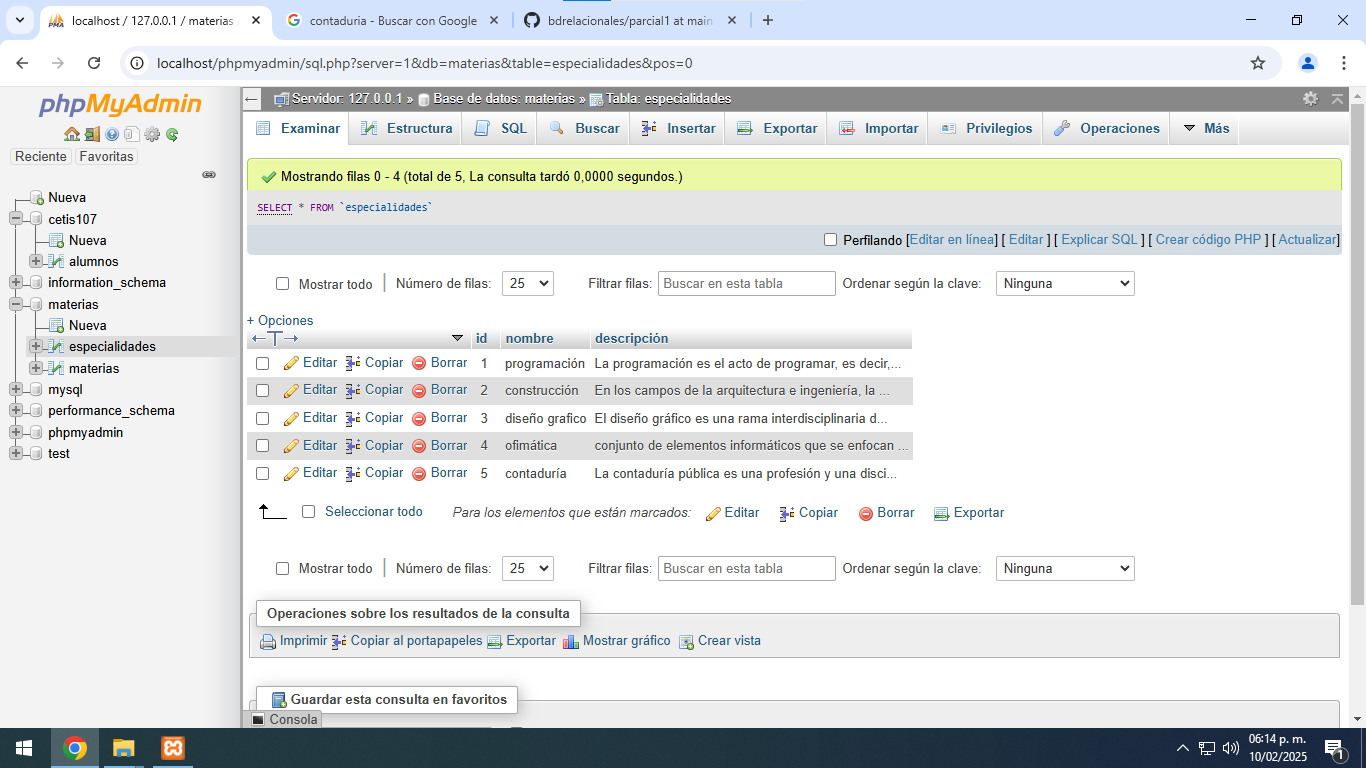 localhost / 127.0.0.1 / materias
contaduria - Buscar con Google
bdrelacionales/parcial1 at main
localhost/phpmyadmin/sql.php?server=1&db=materias&table=especialidades&pos=0
phpMyAdmin
Reciente Favoritas
Nueva
cetis107
Nueva
alumnos
information_schema
materias
Nueva
especialidades
materias
mysql
performance_schema
phpmyadmin
test
Servidor: 127.0.0.1 » Base de datos: materias » Tabla: especialidades
Examinar Estructura SQL Buscar Insertar Exportar Importar Privilegios Operaciones Más
Mostrando filas 0 - 4 (total de 5, La consulta tardó 0,0000 segundos.)
SELECT * FROM `especialidades`
Perfilando [Editar en línea] [ Editar ] [ Explicar SQL ] [ Crear código PHP ] [ Actualizar]
Mostrar todo Número de filas: 25 Filtrar filas: Buscar en esta tabla Ordenar según la clave: Ninguna
+ Opciones
←T→ id nombre descripción
Editar Copiar Borrar 1 programación La programación es el acto de programar, es decir,...
Editar Copiar Borrar 2 construcción En los campos de la arquitectura e ingeniería, la ...
Editar Copiar Borrar 3 diseño grafico El diseño gráfico es una rama interdisciplinaria d...
Editar Copiar Borrar 4 ofimática conjunto de elementos informáticos que se enfocan ...
Editar Copiar Borrar 5 contaduría La contaduría pública es una profesión y una disci...
Seleccionar todo Para los elementos que están marcados: Editar Copiar Borrar Exportar
Mostrar todo Número de filas: 25 Filtrar filas: Buscar en esta tabla Ordenar según la clave: Ninguna
Operaciones sobre los resultados de la consulta
Imprimir Copiar al portapapeles Exportar Mostrar gráfico Crear vista
Guardar esta consulta en favoritos
Consola
06:14 p. m.
10/02/2025
1